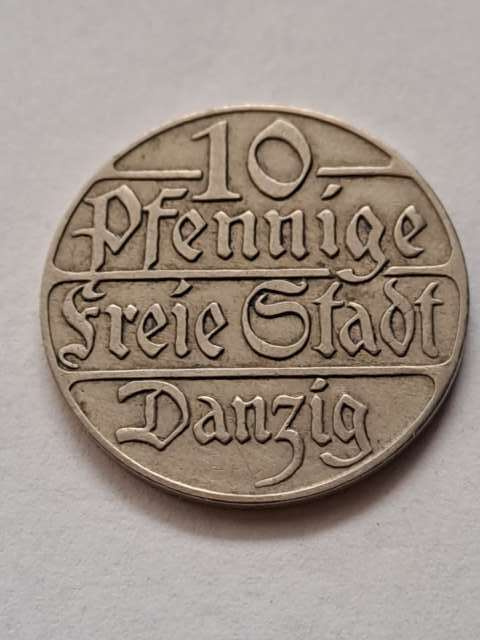 10
Pfennige
Freie Stadt
Danzig